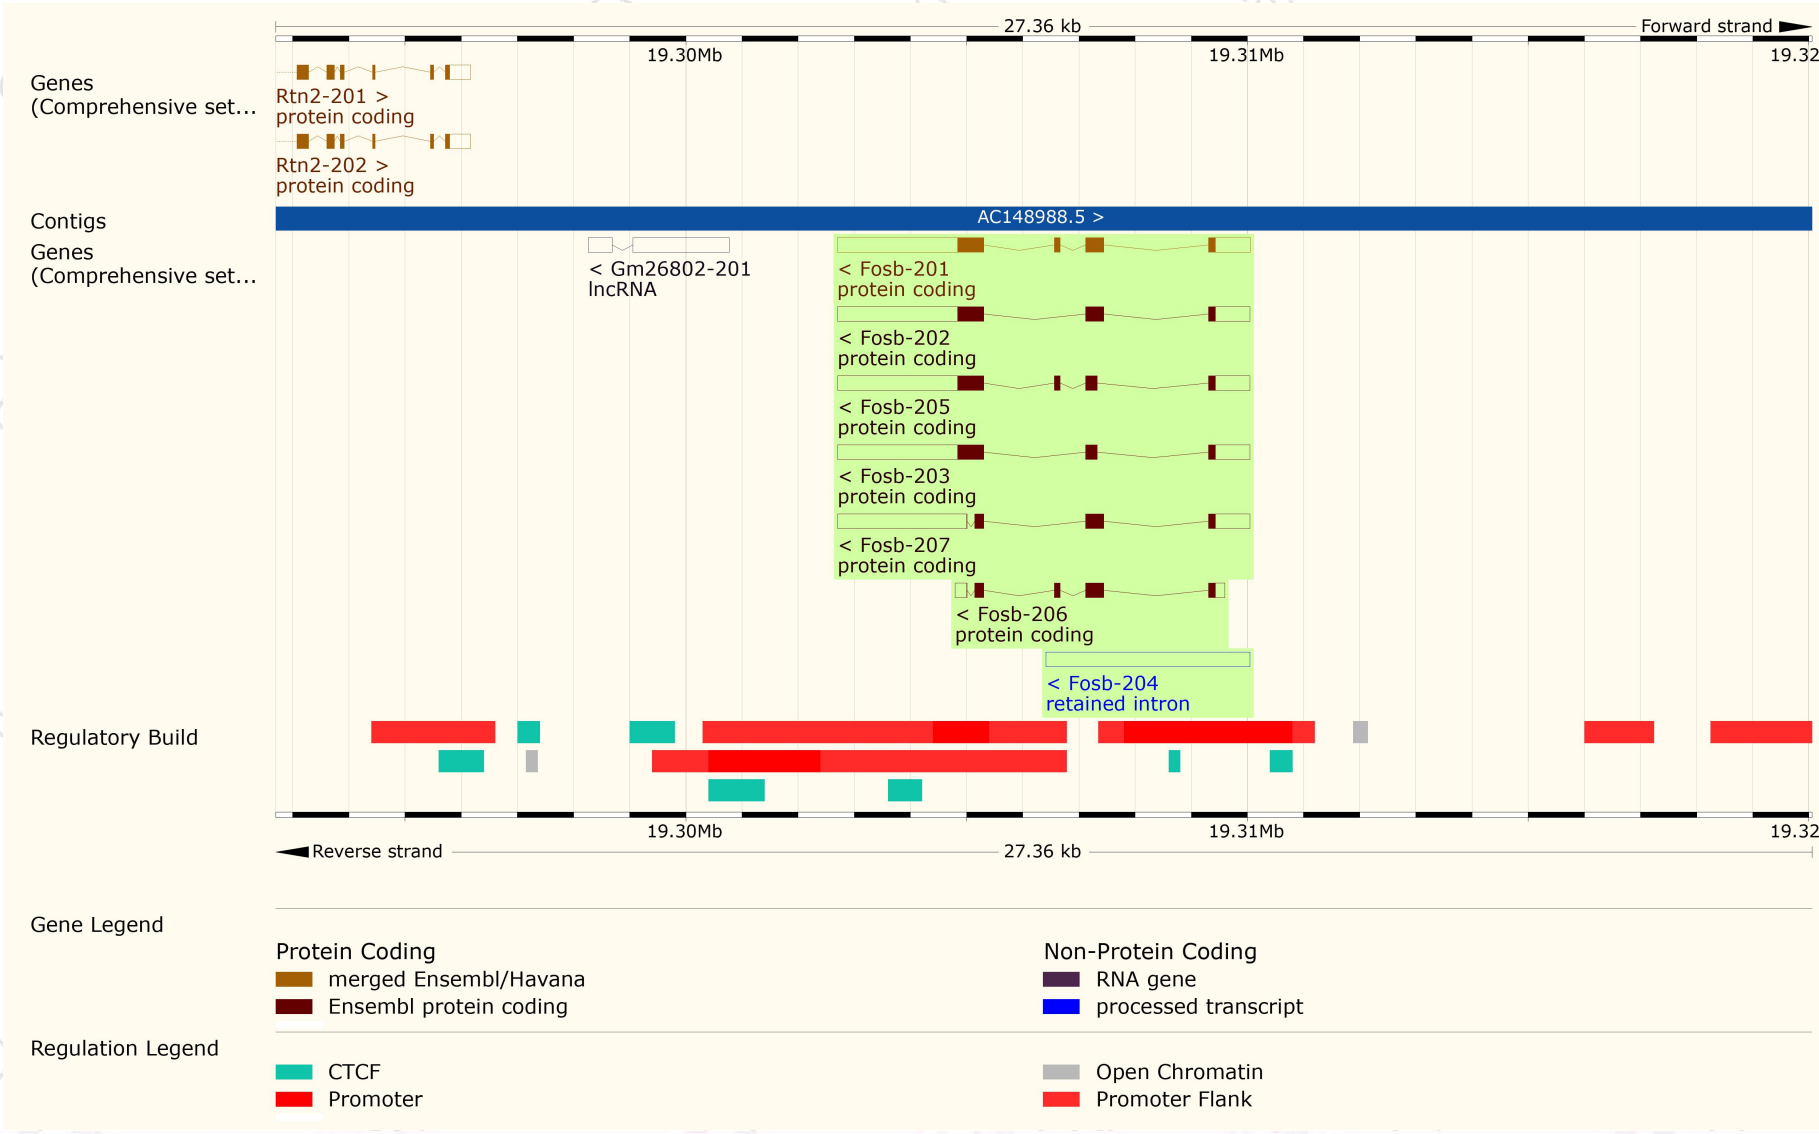 27.36 kb
Forward strand
19.30Mb 19.31Mb 19.32
Genes
(Comprehensive set...
Rtn2-201 >
protein coding
Rtn2-202 >
protein coding
Contigs
AC148988.5 >
Genes
(Comprehensive set...
< Gm26802-201
lncRNA
< Fosb-201
protein coding
< Fosb-202
protein coding
< Fosb-205
protein coding
< Fosb-203
protein coding
< Fosb-207
protein coding
< Fosb-206
protein coding
< Fosb-204
retained intron
Regulatory Build
19.30Mb 19.31Mb 19.32
Reverse strand
27.36 kb
Gene Legend
Protein Coding
merged Ensembl/Havana
Ensembl protein coding
Non-Protein Coding
RNA gene
processed transcript
Regulation Legend
CTCF
Promoter
Open Chromatin
Promoter Flank